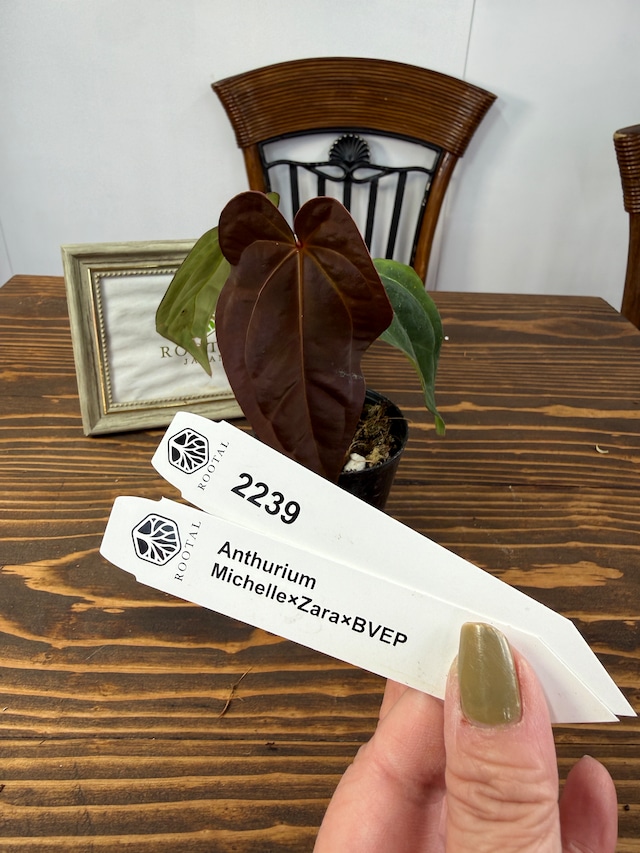 ROOTAL
2239
ROOTAL
Anthurium
Michelle×Zara×BVEP